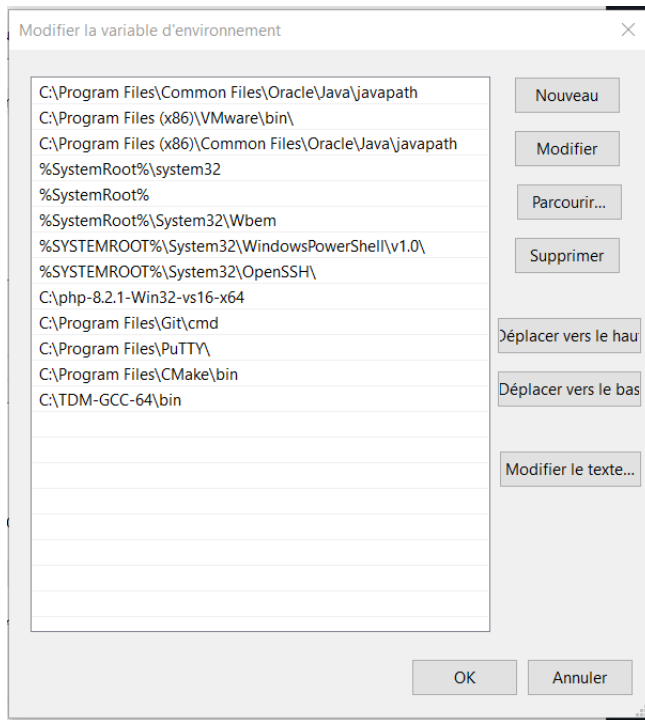 Modifier la variable d'environnement
C:\Program Files\Common Files\Oracle\Java\javapath
C:\Program Files (x86)\VMware\bin\
C:\Program Files (x86)\Common Files\Oracle\Java\javapath
%SystemRoot%\system32
%SystemRoot%
%SystemRoot%\System32\Wbem
%SYSTEMROOT%\System32\WindowsPowerShell\v1.0\
%SYSTEMROOT%\System32\OpenSSH\
C:\php-8.2.1-Win32-vs16-x64
C:\Program Files\Git\cmd
C:\Program Files\PuTTY\
C:\Program Files\CMake\bin
C:\TDM-GCC-64\bin
Nouveau
Modifier
Parcourir...
Supprimer
Déplacer vers le hau
Déplacer vers le bas
Modifier le texte...
OK
Annuler